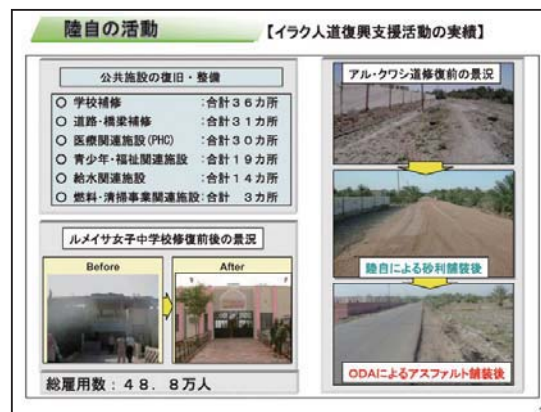 陸自の活動
【イラク人道復興支援活動の実績】
公共施設の復旧・整備
○ 学校補修 :合計36カ所
○ 道路・橋梁補修 :合計31カ所
○ 医療関連施設(PHC) :合計30カ所
○ 青少年・福祉関連施設 :合計19カ所
○ 給水関連施設 :合計14カ所
○ 燃料・清掃事業関連施設:合計 3カ所
ルメイサ女子中学校修復前後の景況
Before
After
総雇用数:48.8万人
アル・クワシ道修復前の景況
陸自による砂利舗装後
ODAによるアスファルト舗装後